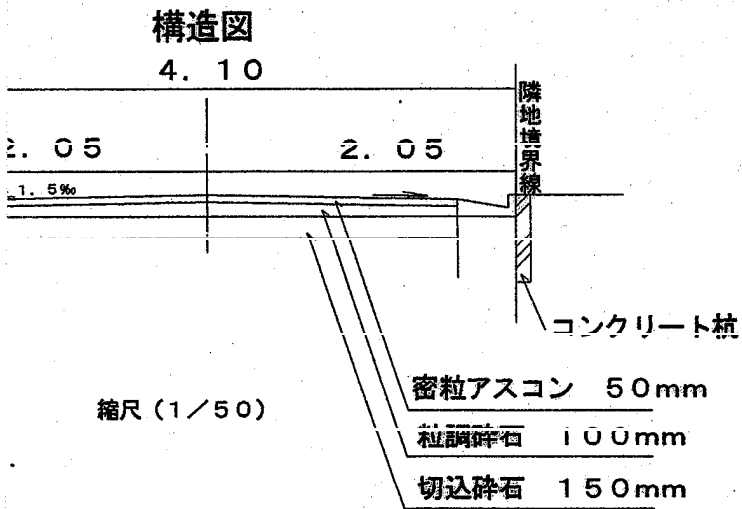 構造図
4.10
隣地境界線
2.05
2.05
1.5‰
コンクリート杭
密粒アスコン 50mm
縮尺(1/50)
粒調砕石 100mm
切込砕石 150mm